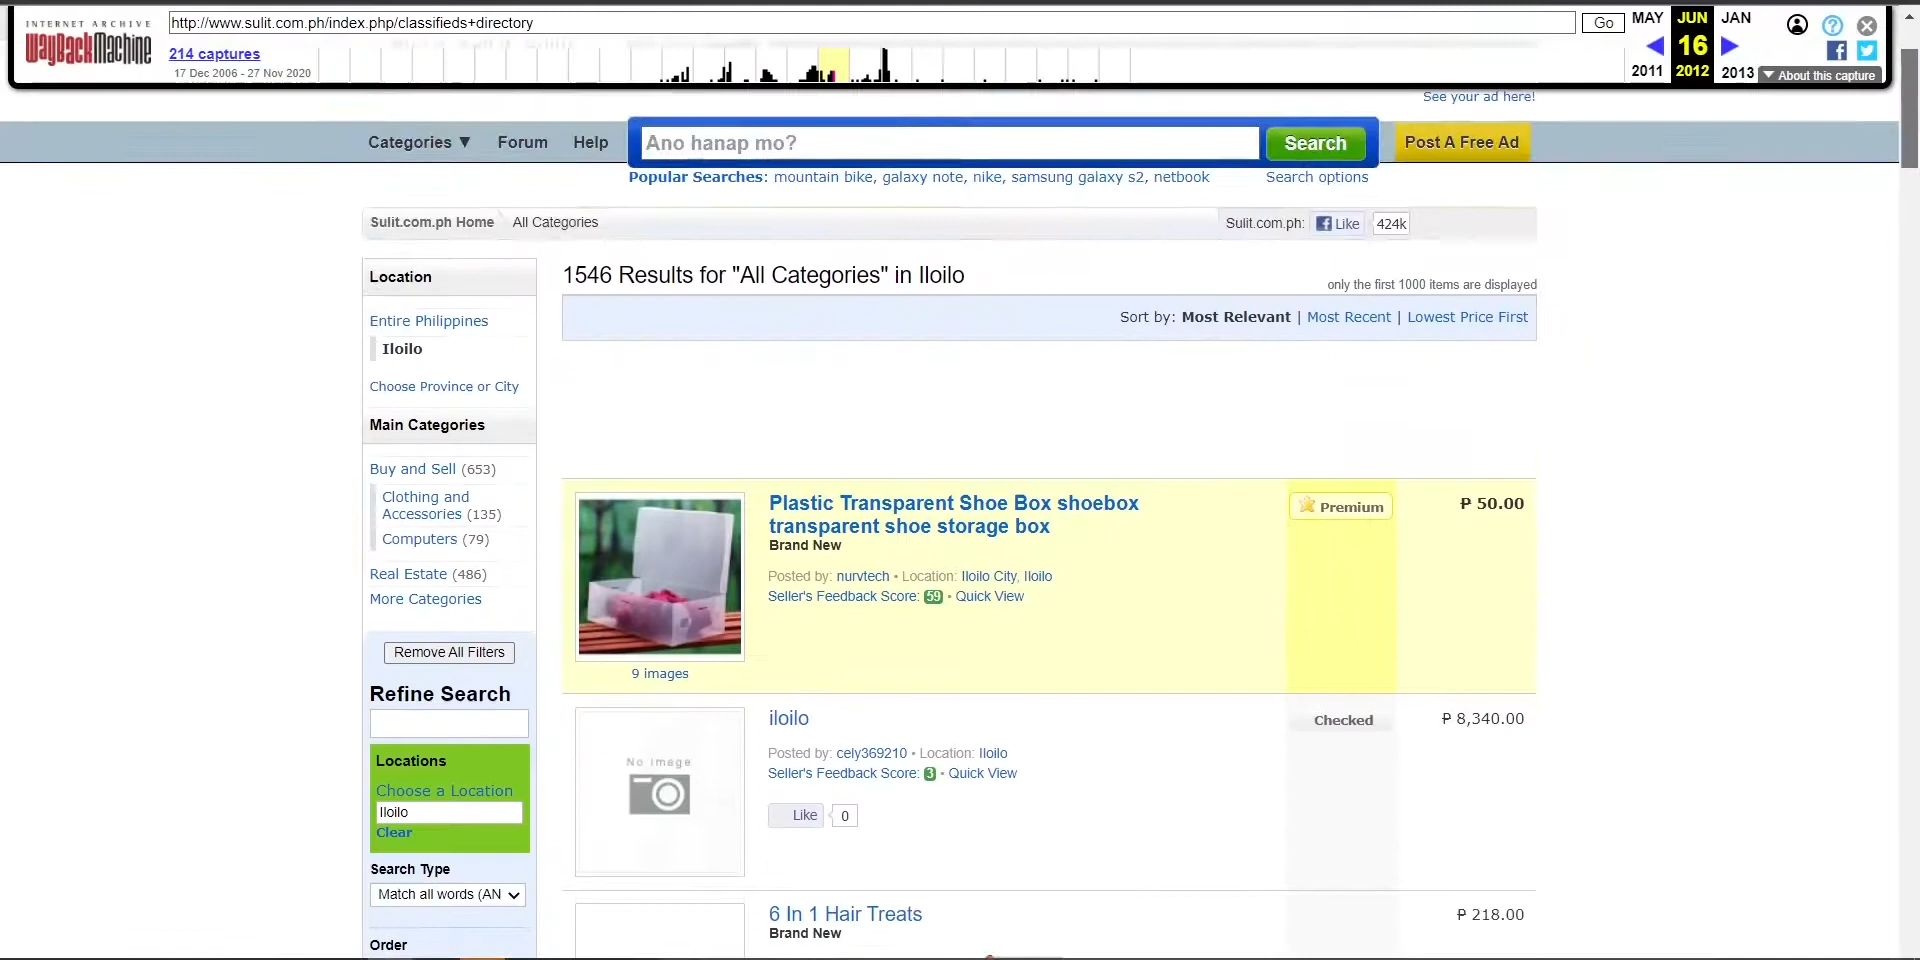 INTERNET ARCHIVE
WayBackMachine
http://www.sulit.com.ph/index.php/classifieds+directory
Go
MAY
JUN
JAN
214 captures
16
17 Dec 2006 - 27 Nov 2020
2011
2012
2013
About this capture
See your ad here!
Categories ▼
Forum
Help
Ano hanap mo?
Search
Post A Free Ad
Popular Searches: mountain bike, galaxy note, nike, samsung galaxy s2, netbook
Search options
Sulit.com.ph Home
All Categories
Sulit.com.ph:
Like
424k
Location
Entire Philippines
Iloilo
Choose Province or City
Main Categories
Buy and Sell (653)
Clothing and
Accessories (135)
Computers (79)
Real Estate (486)
More Categories
Remove All Filters
Refine Search
Locations
Choose a Location
Iloilo
Clear
Search Type
Match all words (AN
Order
1546 Results for "All Categories" in Iloilo
only the first 1000 items are displayed
Sort by: Most Relevant | Most Recent | Lowest Price First
Plastic Transparent Shoe Box shoebox
transparent shoe storage box
Brand New
Posted by: nurvtech • Location: Iloilo City, Iloilo
Seller's Feedback Score: 59 • Quick View
9 images
Premium
₱ 50.00
No Image
iloilo
Posted by: cely369210 • Location: Iloilo
Seller's Feedback Score: 3 • Quick View
Like
0
Checked
₱ 8,340.00
6 In 1 Hair Treats
Brand New
₱ 218.00